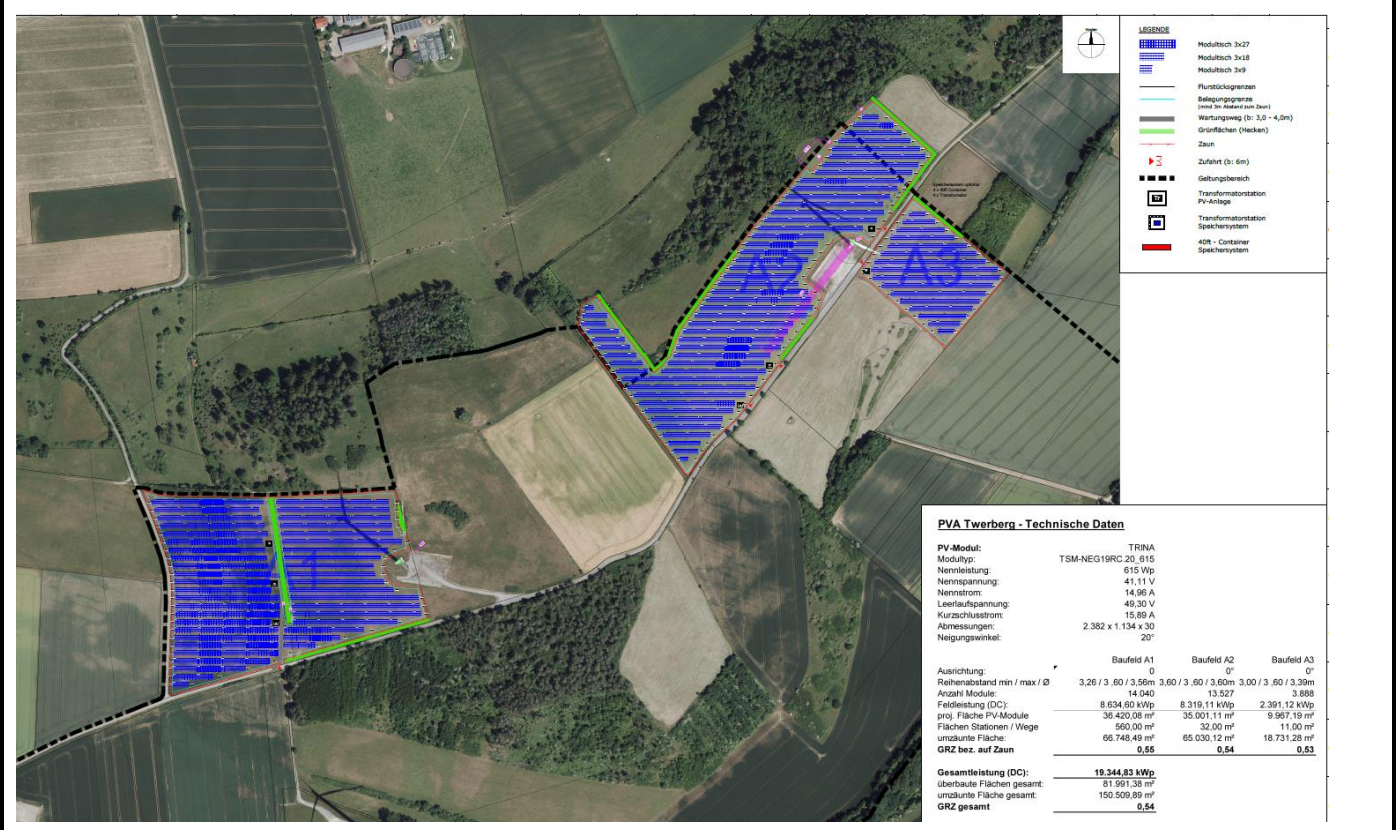 LEGENDE
Modultisch 3x27
Modultisch 3x18
Modultisch 3x9
Flurstücksgrenzen
Belegungsgrenze
(mind 3m Abstand zum Zaun)
Wartungsweg (b: 3,0 - 4,0m)
Grünflächen (Hecken)
Zaun
Zufahrt (b: 6m)
Geltungsbereich
Tr
Transformatorstation
PV-Anlage
Transformatorstation
Speichersystem
40ft - Container
Speichersystem
Speichersystem optional
A2
A3
1
PVA Twerberg - Technische Daten
PV-Modul: TRINA
Modultyp: TSM-NEG19RC.20_615
Nennleistung: 615 Wp
Nennspannung: 41,11 V
Nennstrom: 14,96 A
Leerlaufspannung: 49,30 V
Kurzschlusstrom: 15,89 A
Abmessungen: 2.382 x 1.134 x 30
Neigungswinkel: 20°
Baufeld A1 Baufeld A2 Baufeld A3
Ausrichtung: 0 0° 0°
Reihenabstand min / max / Ø 3,26 / 3 ,60 / 3,56m 3,60 / 3 ,60 / 3,60m 3,00 / 3 ,60 / 3,39m
Anzahl Module: 14.040 13.527 3.888
Feldleistung (DC): 8.634,60 kWp 8.319,11 kWp 2.391,12 kWp
proj. Fläche PV-Module 36.420,08 m² 35.001,11 m² 9.967,19 m²
Flächen Stationen / Wege 560,00 m² 32,00 m² 11,00 m²
umzäunte Fläche: 66.748,49 m² 65.030,12 m² 18.731,28 m²
GRZ bez. auf Zaun 0,55 0,54 0,53
Gesamtleistung (DC): 19.344,83 kWp
überbaute Flächen gesamt: 81.991,38 m²
umzäunte Fläche gesamt: 150.509,89 m²
GRZ gesamt 0,54